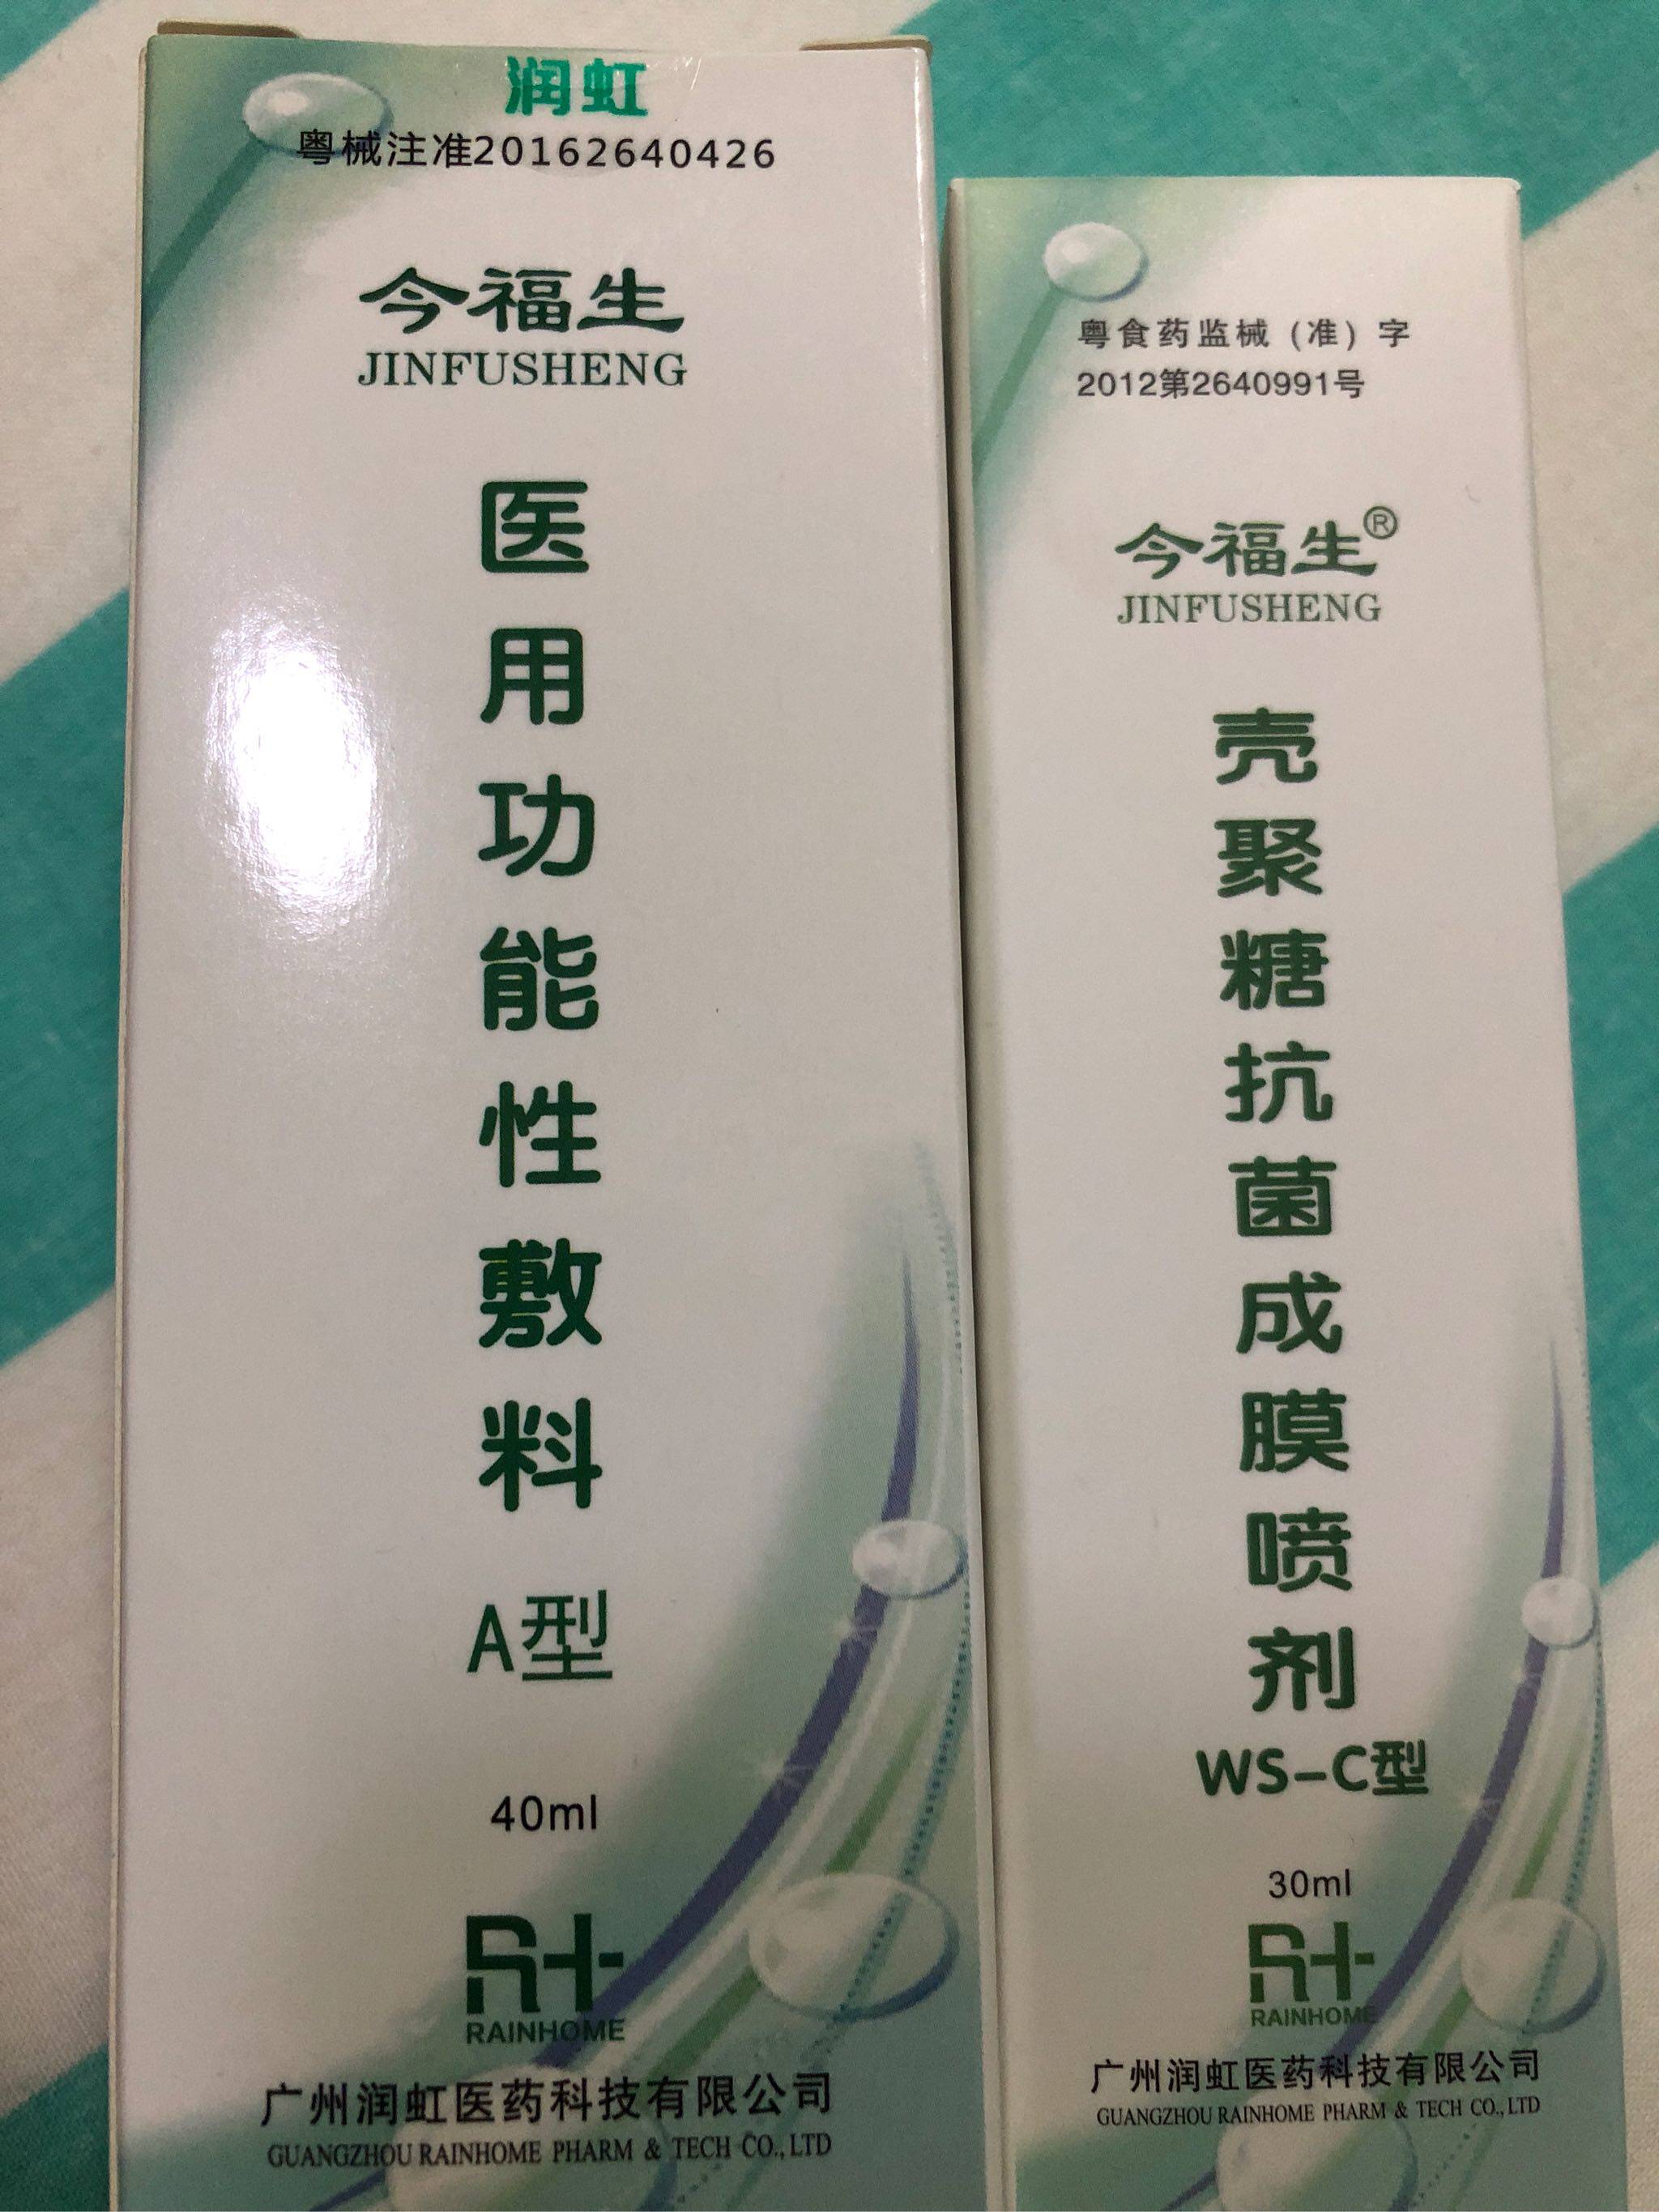 润虹
粤械注准20162640426
今福生
JINFUSHENG
医用功能性敷料
A型
40ml
RH
RAINHOME
广州润虹医药科技有限公司
GUANGZHOU RAINHOME PHARM & TECH CO.,LTD
粤食药监械(准)字
2012第2640991号
今福生®
JINFUSHENG
壳聚糖抗菌成膜喷剂
WS-C型
30ml
RH
RAINHOME
广州润虹医药科技有限公司
GUANGZHOU RAINHOME PHARM & TECH CO.,LTD